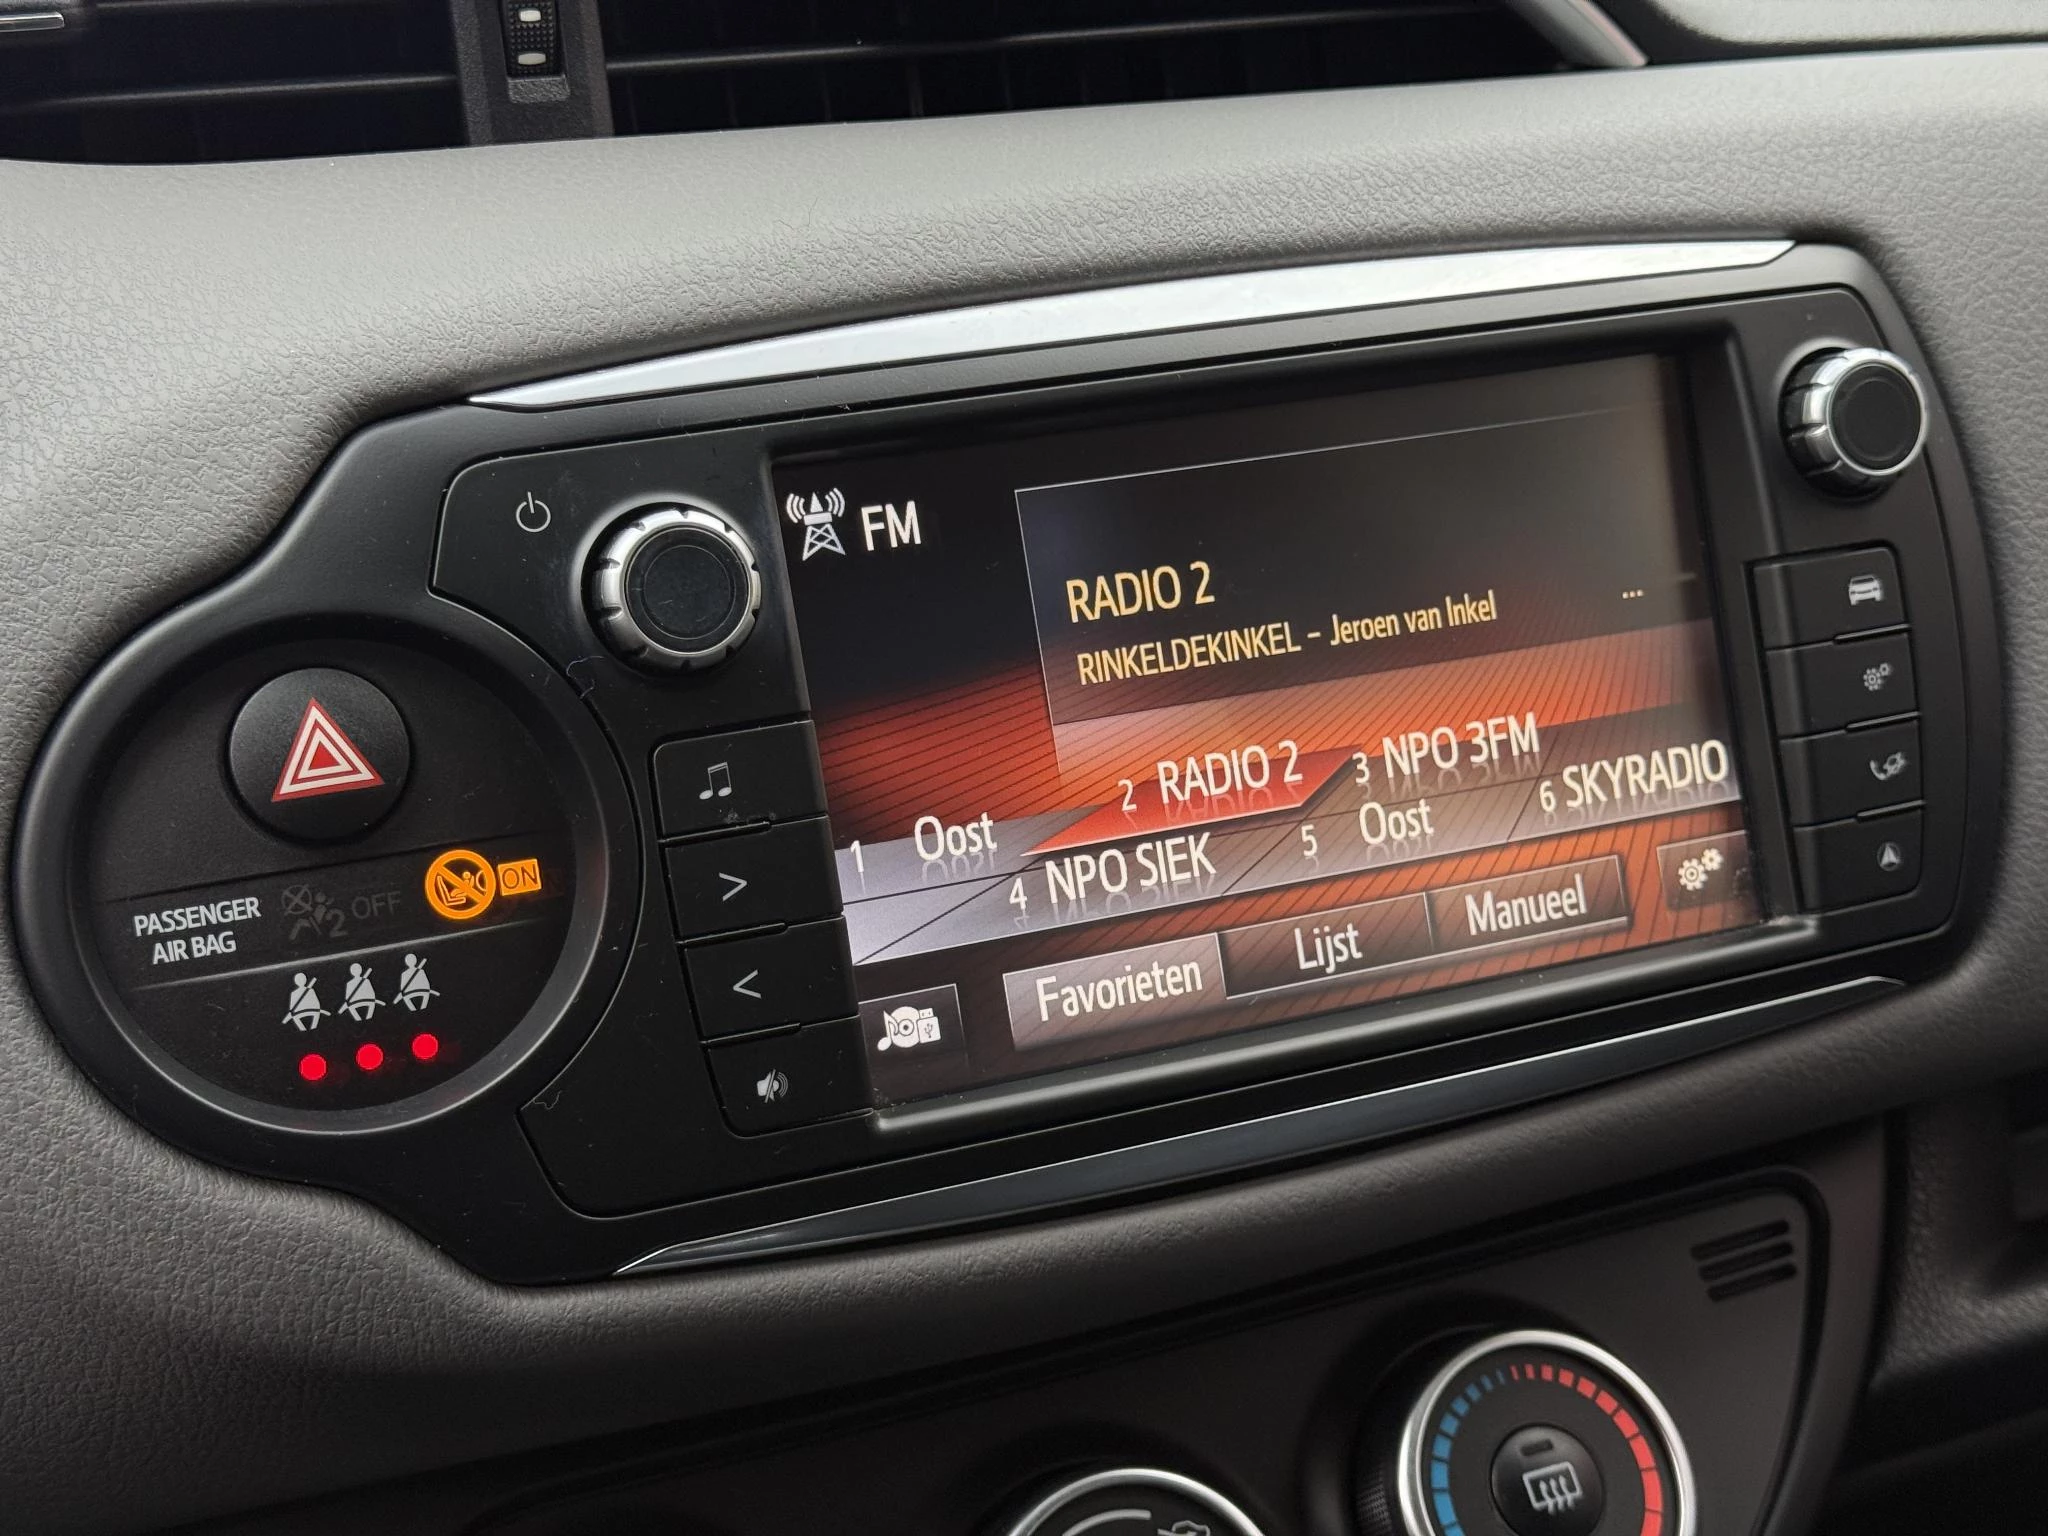 FM
RADIO 2
RINKELDEKINKEL - Jeroen van Inkel
...
1 Oost
2 RADIO 2
3 NPO 3FM
4 NPO SIEK
5 Oost
6 SKYRADIO
Favorieten
Lijst
Manueel
PASSENGER
AIR BAG
2 OFF
ON